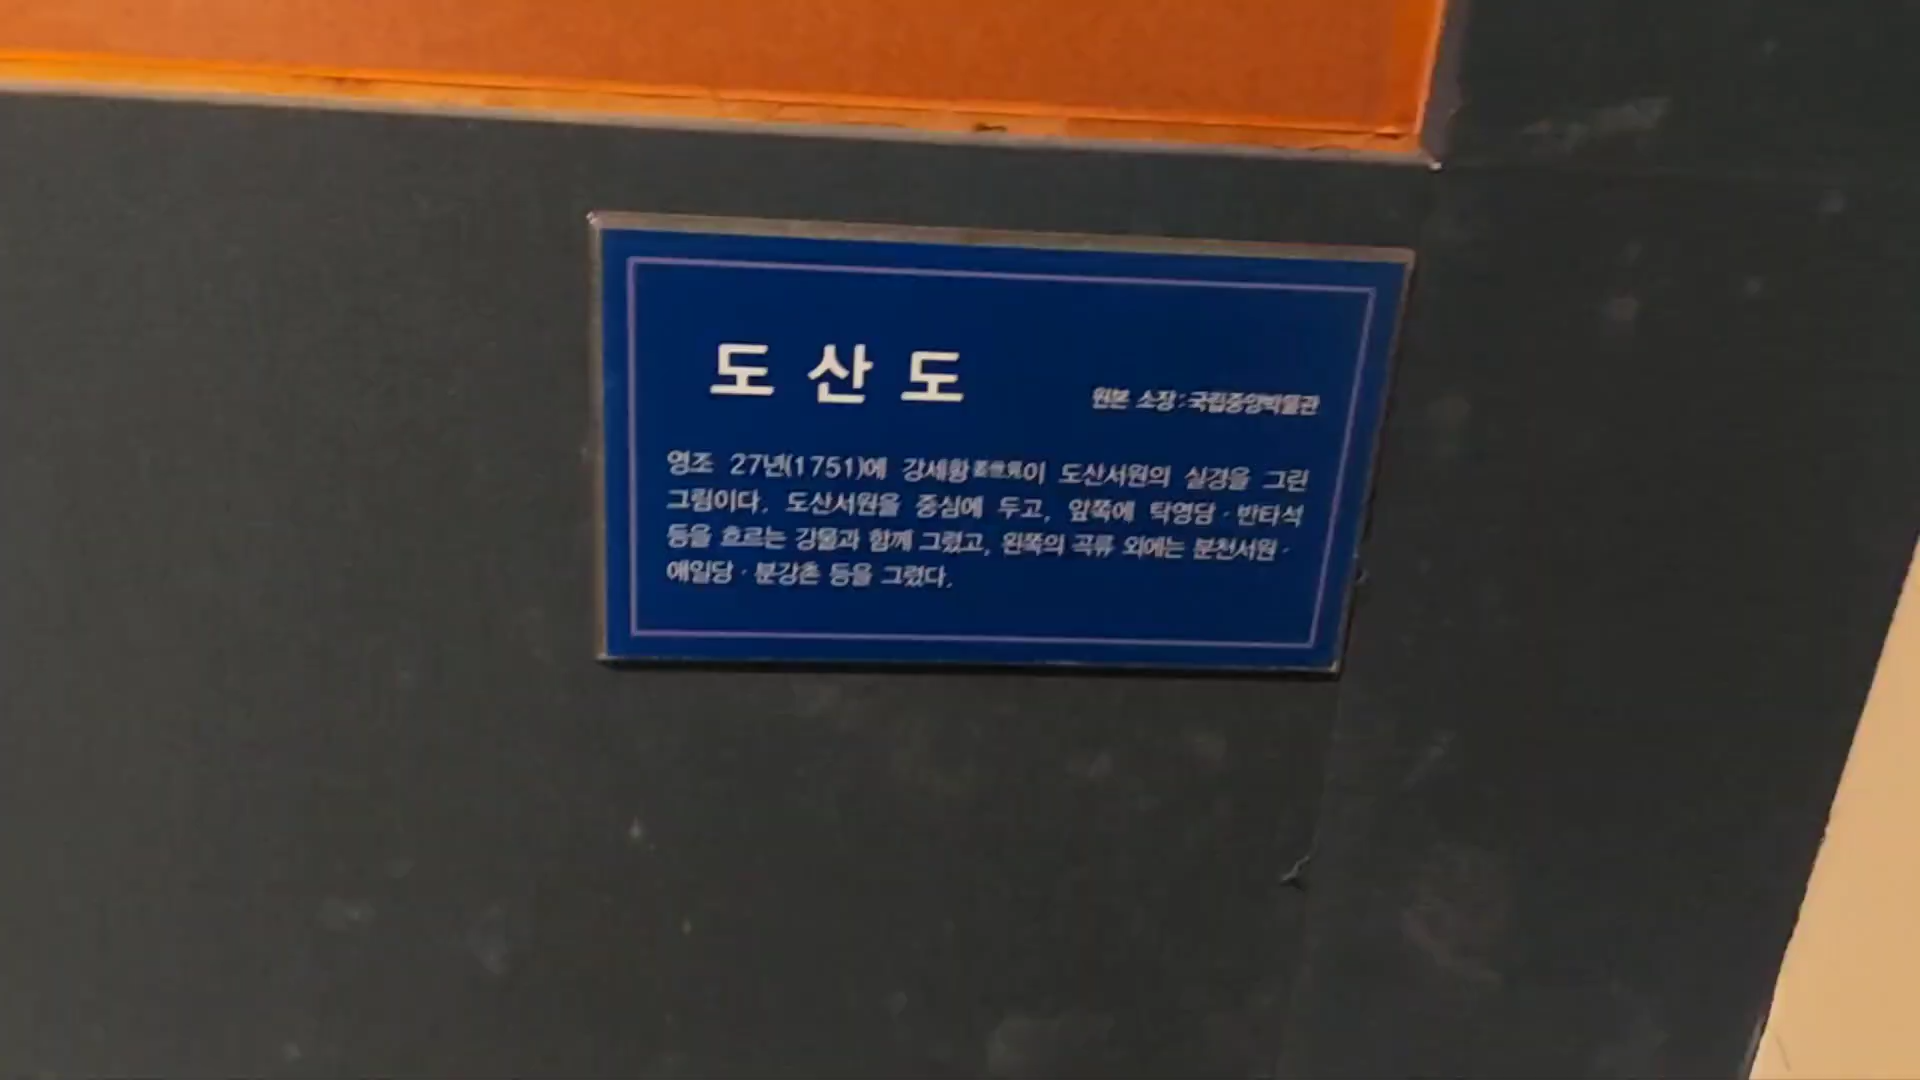 도산도
원본 소장:국립중앙박물관
영조 27년(1751)에 강세황姜世晃이 도산서원의 실경을 그린
그림이다. 도산서원을 중심에 두고, 앞쪽에 탁영담·반타석
등을 흐르는 강물과 함께 그렸고, 왼쪽의 곡류 외에는 분천서원·
애일당·분강촌 등을 그렸다.